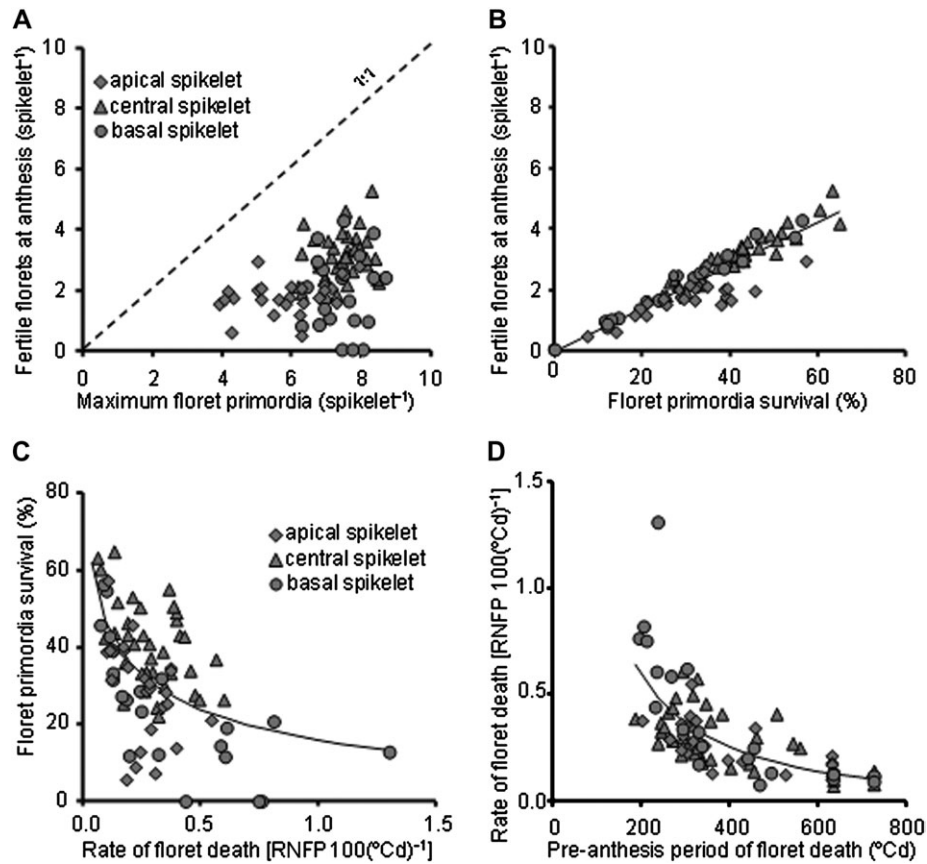 A
Fertile florets at anthesis (spikelet⁻¹)
10
8
6
4
2
0
apical spikelet
central spikelet
basal spikelet
1:1
0 2 4 6 8 10
Maximum floret primordia (spikelet⁻¹)
B
Fertile florets at anthesis (spikelet⁻¹)
10
8
6
4
2
0
0 20 40 60 80
Floret primordia survival (%)
C
Floret primordia survival (%)
80
60
40
20
0
apical spikelet
central spikelet
basal spikelet
0.0 0.5 1.0 1.5
Rate of floret death [RNFP 100(ºCd)⁻¹]
D
Rate of floret death [RNFP 100(ºCd)⁻¹]
1.5
1.0
0.5
0.0
0 200 400 600 800
Pre-anthesis period of floret death (ºCd)